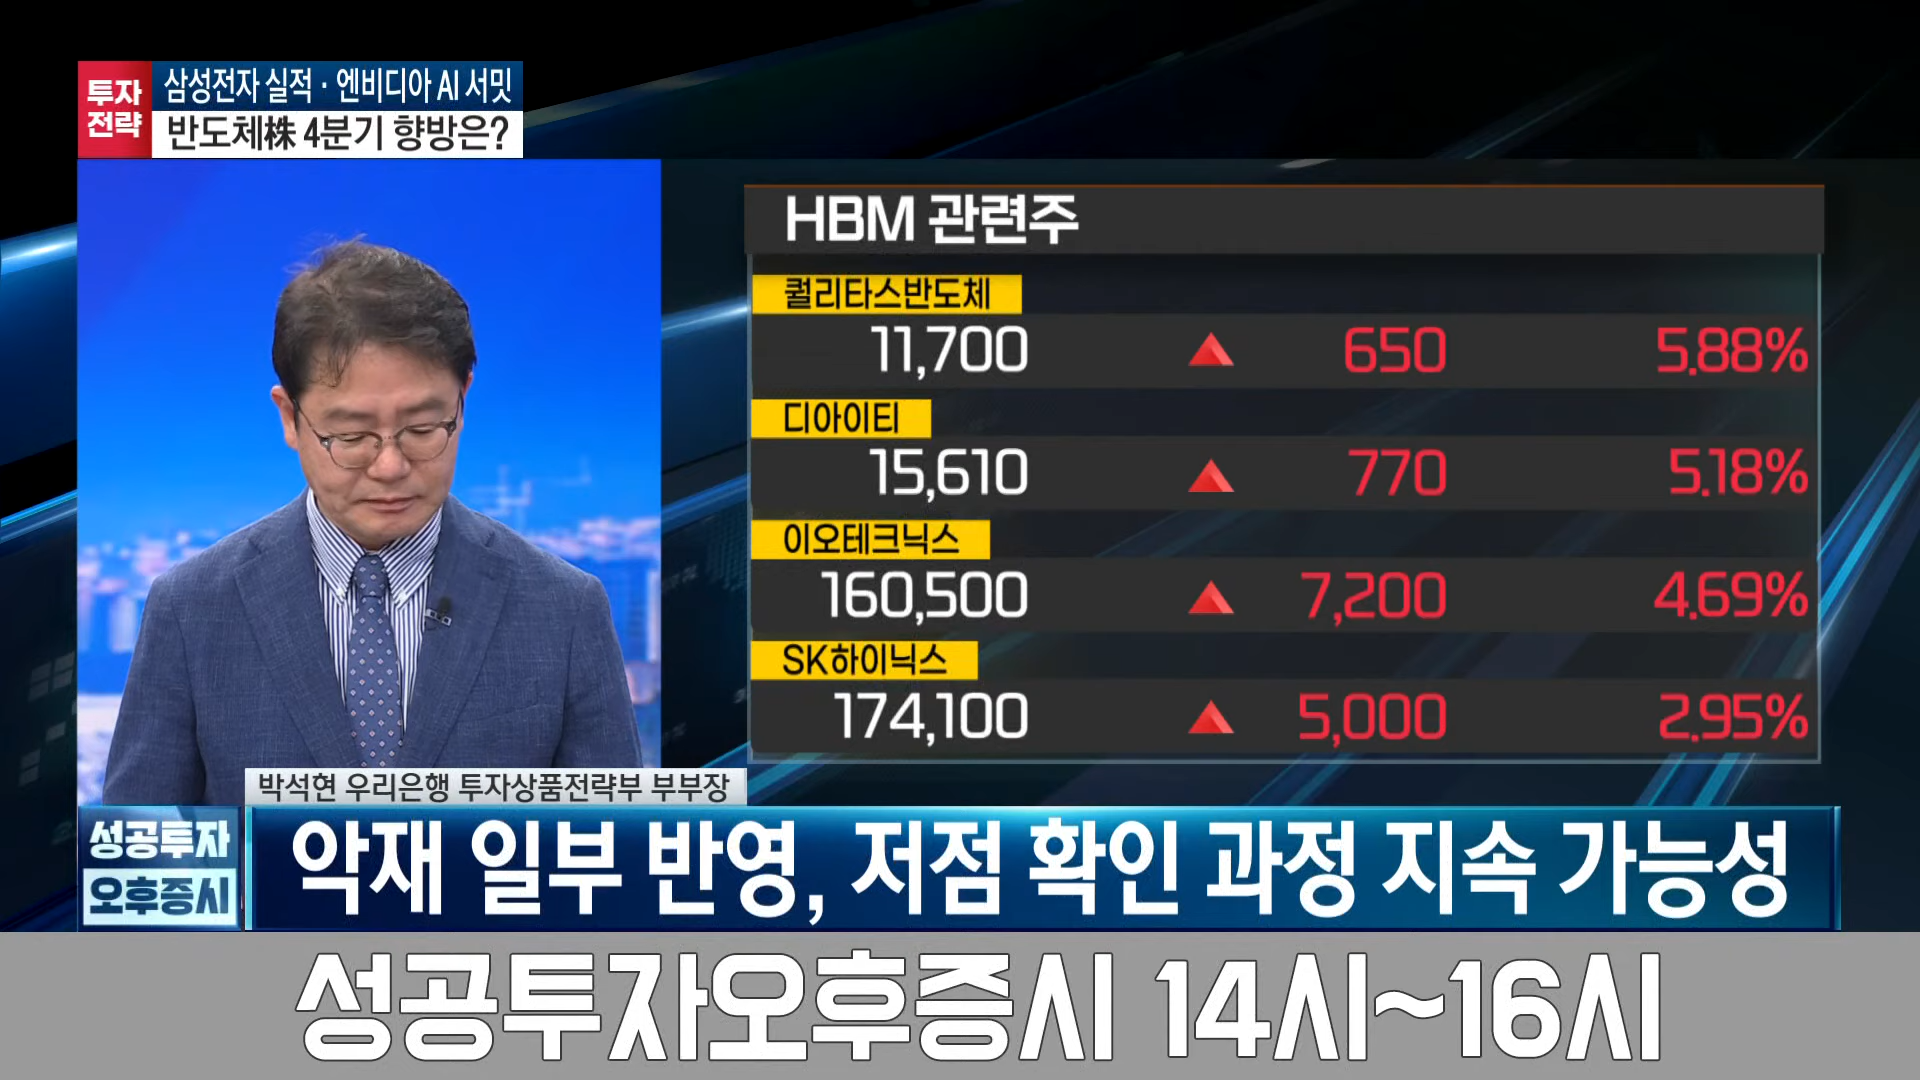 투자
전략
삼성전자 실적 · 엔비디아 AI 서밋
반도체株 4분기 향방은?
HBM 관련주
퀄리타스반도체
11,700 ▲ 650 5.88%
디아이티
15,610 ▲ 770 5.18%
이오테크닉스
160,500 ▲ 7,200 4.69%
SK하이닉스
174,100 ▲ 5,000 2.95%
박석현 우리은행 투자상품전략부 부부장
성공투자
오후증시
악재 일부 반영, 저점 확인 과정 지속 가능성
성공투자오후증시 14시~16시